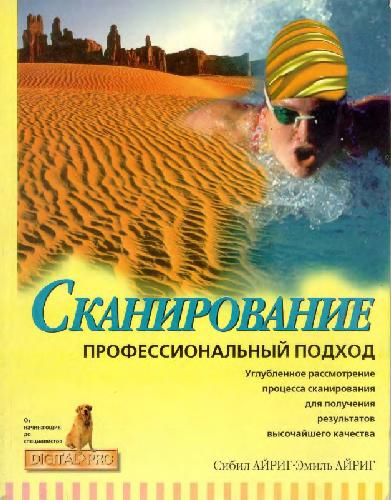 СКАНИРОВАНИЕ
ПРОФЕССИОНАЛЬНЫЙ ПОДХОД
Углубленное рассмотрение
процесса сканирования
для получения
результатов
высочайшего качества
От
начинающих
до
специалистов
DIGITAL PRO
Сибил АЙРИГ·Эмиль АЙРИГ